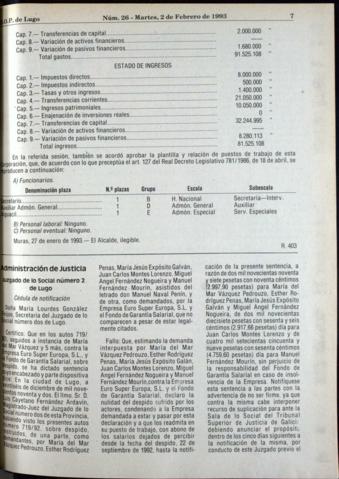 O.P. de Lugo
Núm. 26 - Martes, 2 de Febrero de 1993
7
Cap. 7.— Transferencias de capital 2.000.000 ”
Cap. 8.— Variación de activos financieros
Cap. 9.— Variación de pasivos financieros 1.680.000 ”
Total gastos 91.525.108 ”
ESTADO DE INGRESOS
Cap. 1.— Impuestos directos 8.000.000 ”
Cap. 2.— Impuestos indirectos 500.000 ”
Cap. 3.— Tasas y otros ingresos 1.400.000 ”
Cap. 4.— Transferencias corrientes 21.050.000 ”
Cap. 5.— Ingresos patrimoniales 10.050.000 ”
Cap. 6.— Enajenación de inversiones reales 0 ”
Cap. 7.— Transferencias de capital 32.244.995 ”
Cap. 8.— Variación de activos financieros
Cap. 9.— Variación de pasivos financieros 8.280.113 ”
Total ingresos 81.525.108 ”
En la referida sesión, también se acordó aprobar la plantilla y relación de puestos de trabajo de esta
Corporación, que, de acuerdo con lo que preceptúa el art. 127 del Real Decreto Legislativo 781/1986, de 18 de abril, se
reproducen a continuación:
A) Funcionarios.
Denominación plaza N.º plazas Grupo Escala Subescala
Secretario 1 B H. Nacional Secretaría—Interv.
Auxiliar Admón. General 1 D Admón. General Auxiliar
Alguacil 1 E Admón. Especial Serv. Especiales
B) Personal laboral: Ninguno.
C) Personal eventual: Ninguno.
Muras, 27 de enero de 1993.— El Alcalde, ilegible.
R. 403
Administración de Justicia
Juzgado de lo Social número 2
de Lugo
Cédula de notificación
Doña María Lourdes González
, Secretaria del Juzgado de lo
Social número dos de Lugo.
Certifico: Que en los autos 719/
, seguidos a instancia de María
del Mar Vázquez y 5 más, contra la
Empresa Euro Super, S.L., y
el Fondo de Garantía Salarial, sobre
despido, se ha dictado sentencia
cuyo encabezado y parte dispositiva
dice: En la ciudad de Lugo, a
diciembre de mil nove-
cientos noventa y dos. El Ilmo. Sr. D.
Luis Cayetano Fernández Ardavín,
Magistrado-Juez del Juzgado de lo
Social número dos de esta Provincia,
visto los presentes autos
719/92, sobre despido,
instruidos, de una parte, como
demandantes, por María del Mar
Vázquez Pedrouzo, Esther Rodríguez
Penas, María Jesús Expósito Galván,
Juan Carlos Montes Lorenzo, Miguel
Angel Fernández Nogueira y Manuel
Fernández Mourín, asistidos del
letrado don Manuel Naval Penín, y
de otra, como demandados, por la
Empresa Euro Super Europa, S.L., y
el Fondo de Garantía Salarial, que no
comparecen a pesar de estar legal-
mente citados.
Fallo: Que, estimando la demanda
interpuesta por María del Mar
Vázquez Pedrouzo, Esther Rodríguez
Penas, María Jesús Expósito Galán,
Juan Carlos Montes Lorenzo, Miguel
Angel Fernández Nogueira y Manuel
Fernández Mourín, contra la Empresa
Euro Super Europa, S.L., y el Fondo
de Garantía Salarial, declaro la
nulidad del despido sufrido por los
actores, condenando a la Empresa
demandada a estar y pasar por esta
declaración y a que los readmita en
su puesto de trabajo, con abono de
los salarios dejados de percibir
desde la fecha del despido, 22 de
septiembre de 1992, hasta la notifi-
cación de la presente sentencia, a
razón de dos mil novecientas noventa
y siete pesetas con noventa céntimos
(2.997,90 pesetas) para María del
Mar Vázquez Pedrouzo, Esther Ro-
dríguez Penas, María Jesús Expósito
Galván y Miguel Angel Fernández
Nogueira, de dos mil novecientas
diecisiete pesetas con sesenta y seis
céntimos (2.917,66 pesetas) día para
Juan Carlos Montes Lorenzo y de
cuatro mil setecientas cincuenta y
nueve pesetas con sesenta céntimos
(4.759,60 pesetas) día para Manuel
Fernández Mourín, sin perjuicio de
la responsabilidad del Fondo de
Garantía Salarial en caso de insol-
vencia de la Empresa. Notifíquese
esta sentencia a las partes con la
advertencia de no ser firme, ya que
contra la misma cabe interponer
recurso de suplicación para ante la
Sala de lo Social del Tribunal
Superior de Justicia de Galicia,
debiendo anunciar el propósito,
dentro de los cinco días siguientes a
la notificación de la misma, por
conducto de este Juzgado previo el